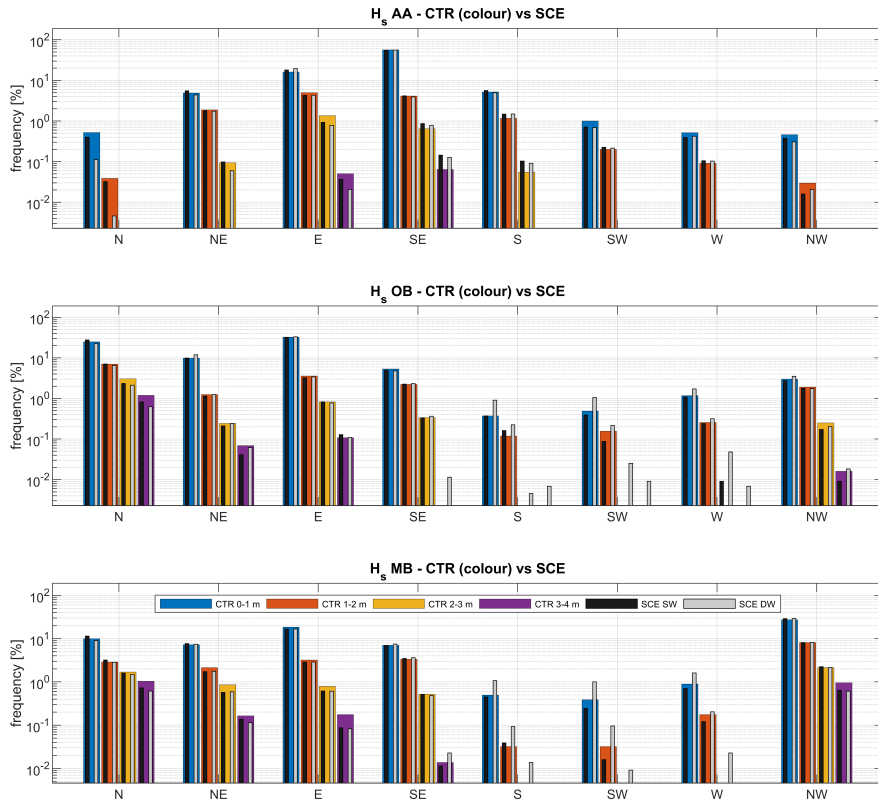 H_s AA - CTR (colour) vs SCE
frequency [%]
10^2
10^1
10^0
10^-1
10^-2
N NE E SE S SW W NW
H_s OB - CTR (colour) vs SCE
frequency [%]
10^2
10^1
10^0
10^-1
10^-2
N NE E SE S SW W NW
H_s MB - CTR (colour) vs SCE
CTR 0-1 m CTR 1-2 m CTR 2-3 m CTR 3-4 m SCE SW SCE DW
frequency [%]
10^2
10^1
10^0
10^-1
10^-2
N NE E SE S SW W NW